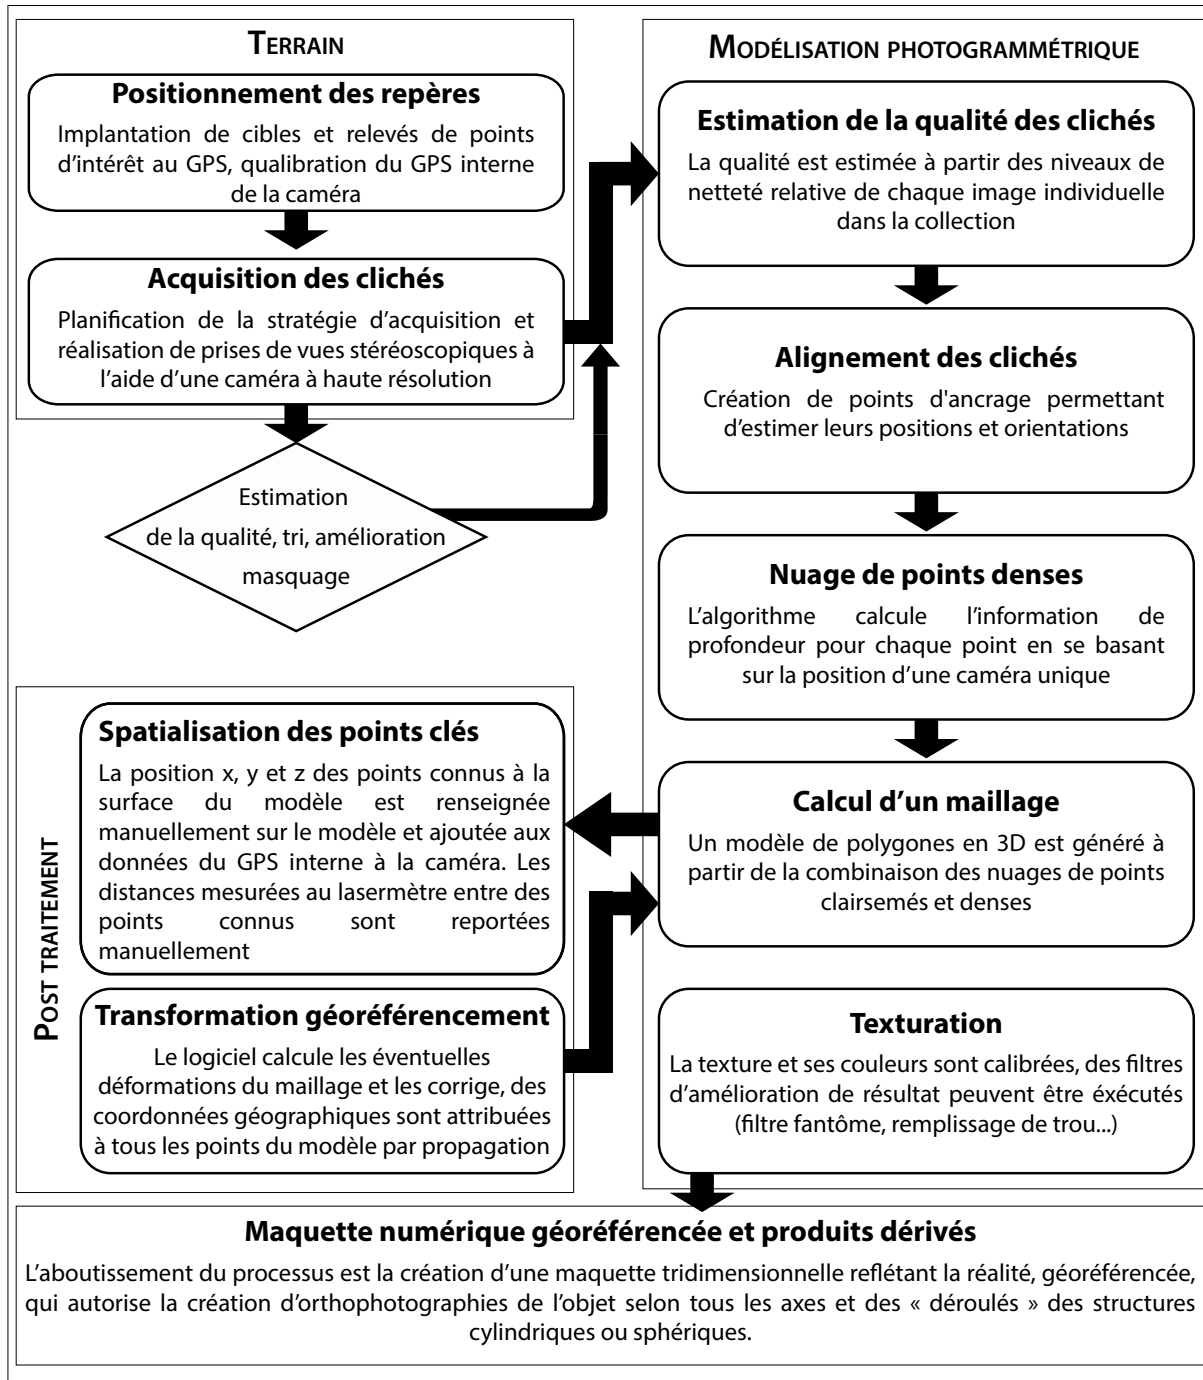 TERRAIN
Positionnement des repères
Implantation de cibles et relevés de points
d'intérêt au GPS, qualibration du GPS interne
de la caméra
Acquisition des clichés
Planification de la stratégie d'acquisition et
réalisation de prises de vues stéréoscopiques à
l'aide d'une caméra à haute résolution
Estimation
de la qualité, tri, amélioration
masquage
MODÉLISATION PHOTOGRAMMÉTRIQUE
Estimation de la qualité des clichés
La qualité est estimée à partir des niveaux de
netteté relative de chaque image individuelle
dans la collection
Alignement des clichés
Création de points d'ancrage permettant
d'estimer leurs positions et orientations
Nuage de points denses
L'algorithme calcule l'information de
profondeur pour chaque point en se basant
sur la position d'une caméra unique
Calcul d'un maillage
Un modèle de polygones en 3D est généré à
partir de la combinaison des nuages de points
clairsemés et denses
POST TRAITEMENT
Spatialisation des points clés
La position x, y et z des points connus à la
surface du modèle est renseignée
manuellement sur le modèle et ajoutée aux
données du GPS interne à la caméra. Les
distances mesurées au lasermètre entre des
points connus sont reportées
manuellement
Transformation géoréférencement
Le logiciel calcule les éventuelles
déformations du maillage et les corrige, des
coordonnées géographiques sont attribuées
à tous les points du modèle par propagation
Texturation
La texture et ses couleurs sont calibrées, des filtres
d'amélioration de résultat peuvent être éxécutés
(filtre fantôme, remplissage de trou...)
Maquette numérique géoréférencée et produits dérivés
L'aboutissement du processus est la création d'une maquette tridimensionnelle reflétant la réalité, géoréférencée,
qui autorise la création d'orthophotographies de l'objet selon tous les axes et des « déroulés » des structures
cylindriques ou sphériques.